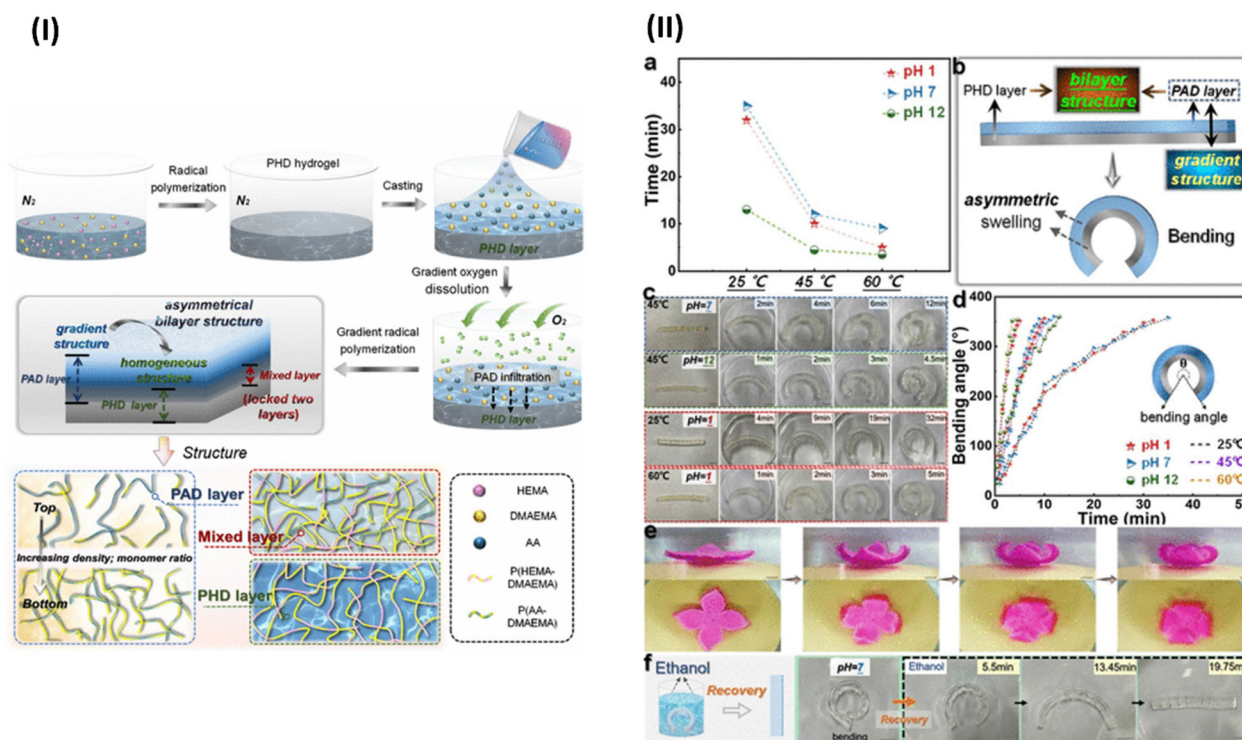 (I)
Radical
polymerization
PHD hydrogel
N₂
N₂
Casting
PHD layer
Gradient oxygen
dissolution
O₂
PAD infiltration
PHD layer
Gradient radical
polymerization
asymmetrical
bilayer structure
gradient
structure
homogeneous
structure
PAD layer
PHD layer
Mixed layer
(locked two
layers)
Structure
PAD layer
Top
Mixed layer
Increasing density; monomer ratio
PHD layer
Bottom
HEMA
DMAEMA
AA
P(HEMA-
DMAEMA)
P(AA-
DMAEMA)
(II)
a
Time (min)
40
30
20
10
0
pH 1
pH 7
pH 12
25 ℃
45 ℃
60 ℃
b
PHD layer
bilayer
structure
PAD layer
gradient
structure
asymmetric
swelling
Bending
c
45℃
pH=7
2min
4min
6min
12min
45℃
pH=12
1min
2min
3min
4.5min
25℃
pH=1
4min
9min
19min
32min
60℃
pH=1
1min
2min
3min
5min
d
Bending angle (°)
400
300
200
100
0
θ
bending angle
pH 1
pH 7
pH 12
25℃
45℃
60℃
0
10
20
30
40
Time (min)
e
f
Ethanol
Recovery
pH=7
bending
Recovery
Ethanol
5.5min
13.45min
19.75m